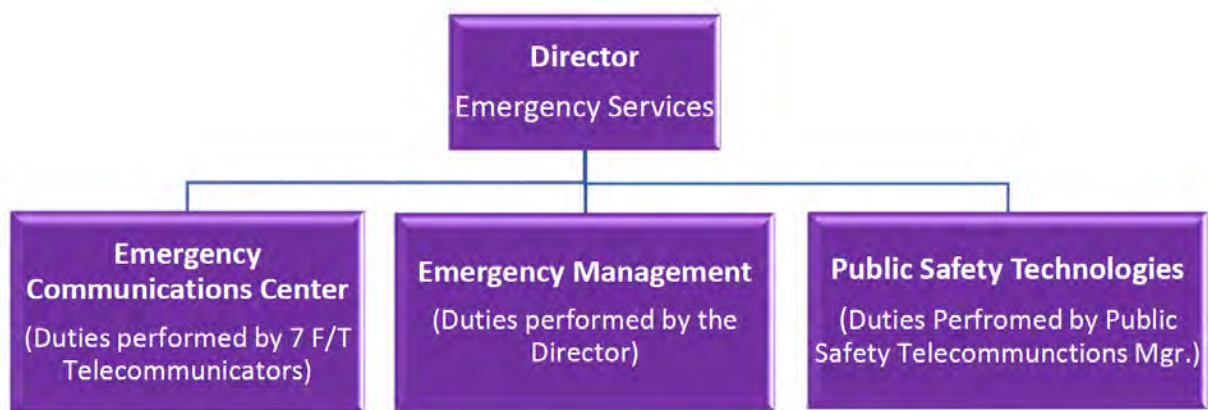 Director
Emergency Services
Emergency
Communications Center
(Duties performed by 7 F/T
Telecommunicators)
Emergency Management
(Duties performed by the
Director)
Public Safety Technologies
(Duties Perfromed by Public
Safety Telecommunctions Mgr.)